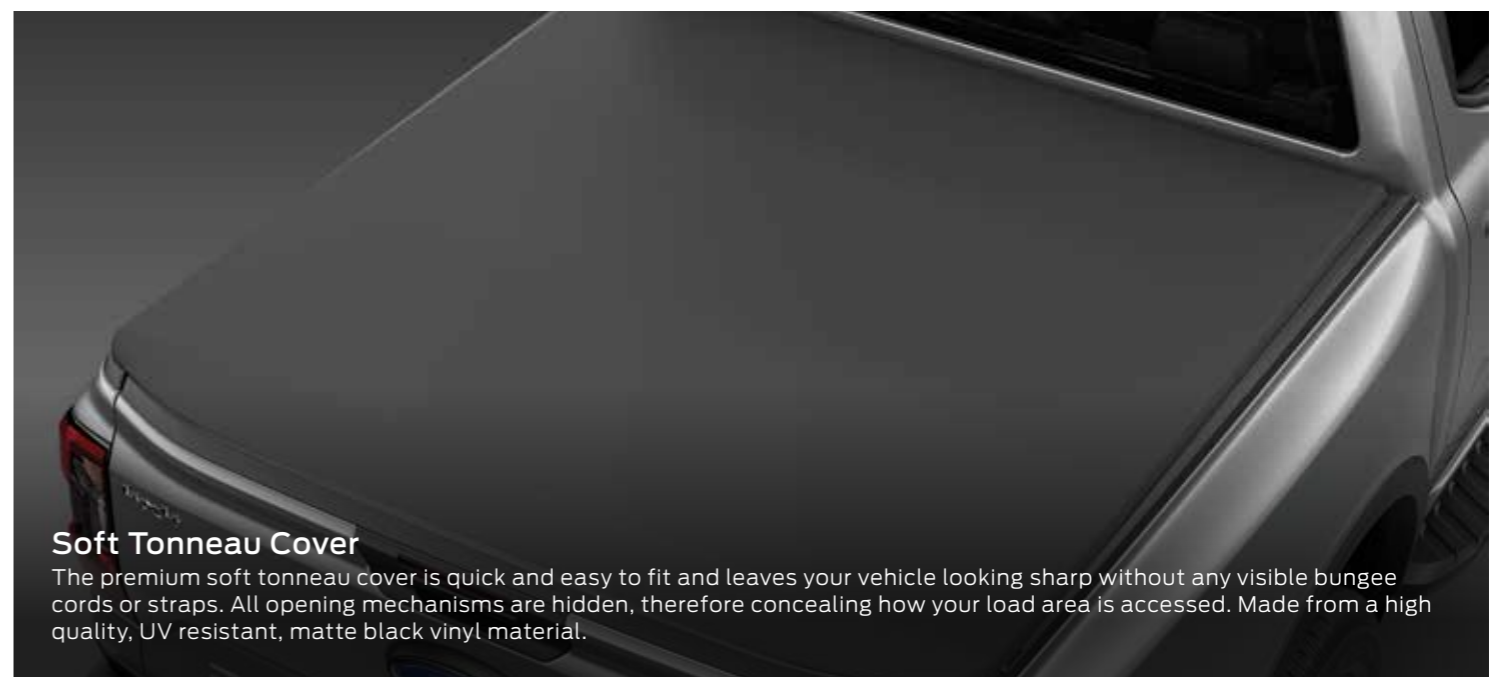 Soft Tonneau Cover
The premium soft tonneau cover is quick and easy to fit and leaves your vehicle looking sharp without any visible bungee
cords or straps. All opening mechanisms are hidden, therefore concealing how your load area is accessed. Made from a high
quality, UV resistant, matte black vinyl material.